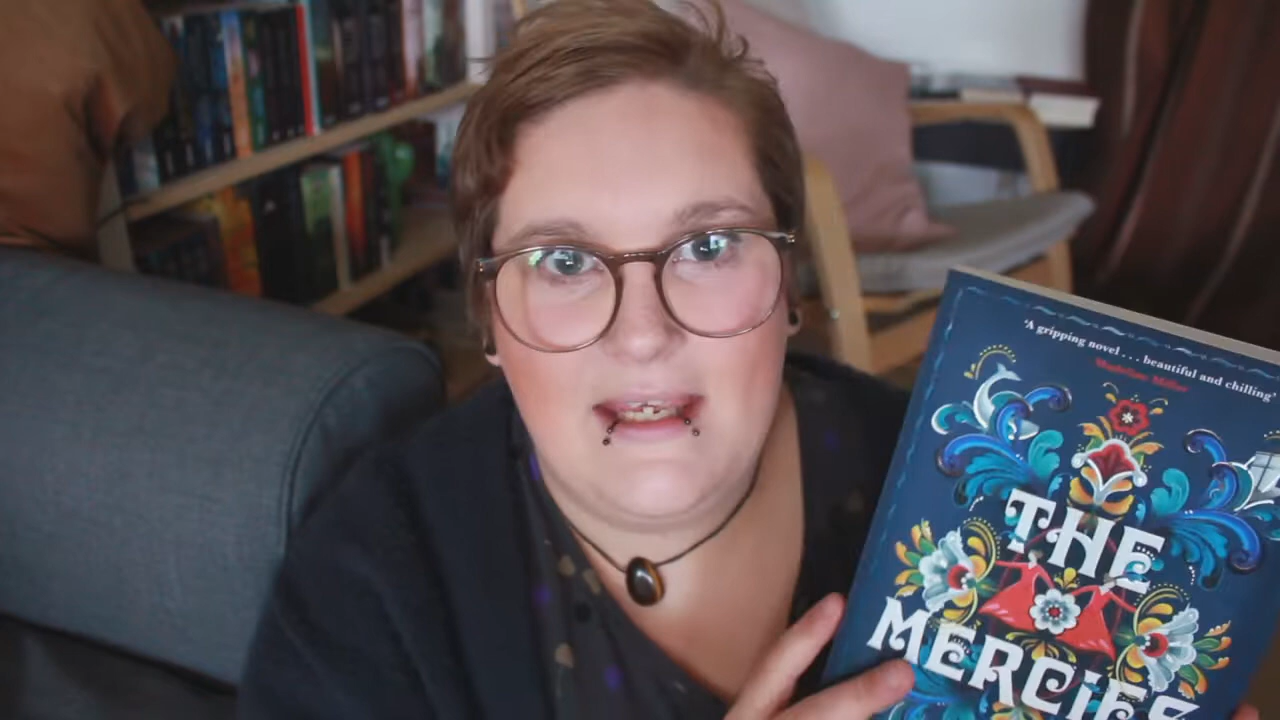 'A gripping novel . . . beautiful and chilling'
Madeline Miller
THE
MERCIES